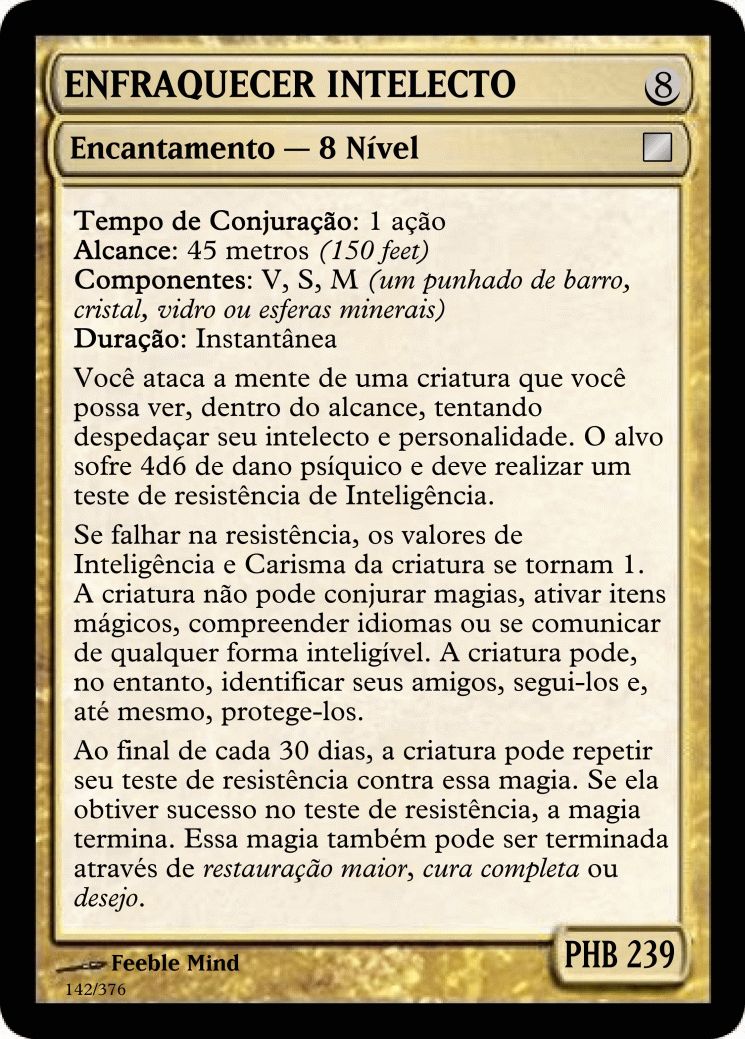 ENFRAQUECER INTELECTO 8
Encantamento — 8 Nível
Tempo de Conjuração: 1 ação
Alcance: 45 metros (150 feet)
Componentes: V, S, M (um punhado de barro,
cristal, vidro ou esferas minerais)
Duração: Instantânea
Você ataca a mente de uma criatura que você
possa ver, dentro do alcance, tentando
despedaçar seu intelecto e personalidade. O alvo
sofre 4d6 de dano psíquico e deve realizar um
teste de resistência de Inteligência.
Se falhar na resistência, os valores de
Inteligência e Carisma da criatura se tornam 1.
A criatura não pode conjurar magias, ativar itens
mágicos, compreender idiomas ou se comunicar
de qualquer forma inteligível. A criatura pode,
no entanto, identificar seus amigos, segui-los e,
até mesmo, protege-los.
Ao final de cada 30 dias, a criatura pode repetir
seu teste de resistência contra essa magia. Se ela
obtiver sucesso no teste de resistência, a magia
termina. Essa magia também pode ser terminada
através de restauração maior, cura completa ou
desejo.
PHB 239
Feeble Mind
142/376